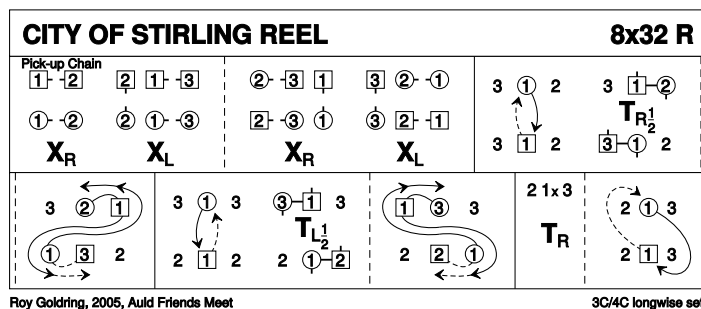 CITY OF STIRLING REEL 8x32 R
Pick-up Chain
1 2 2 1 3 2 3 1 3 2 1 3 1 2 3 1 2
1 2 2 1 3 2 3 1 3 2 1 3 1 2 3 1 2
XR XL XR XL TR½
3 2 1 3 1 3 3 1 3 1 3 3 2 1 x 3 2 1 3
1 3 2 2 1 2 2 1 2 2 2 1 TR 2 1 3
TL½
Roy Goldring, 2005, Auld Friends Meet 3C/4C longwise set